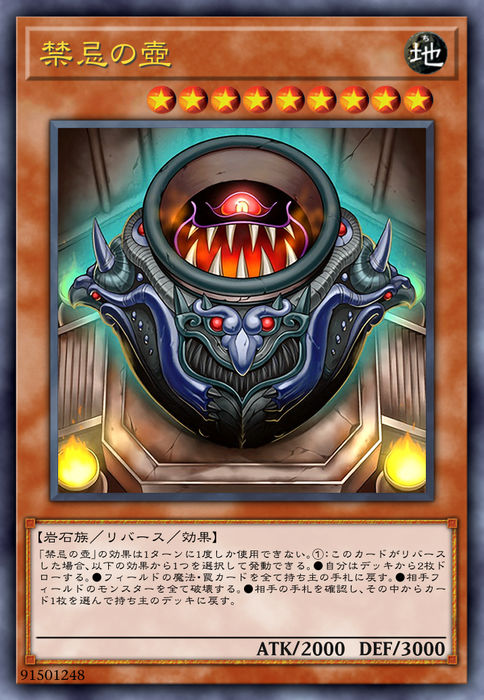 禁忌の壺
地
ち
【岩石族／リバース／効果】
「禁忌の壺」の効果は1ターンに1度しか使用できない。①：このカードがリバース
した場合、以下の効果から1つを選択して発動できる。●自分はデッキから2枚ド
ローする。●フィールドの魔法・罠カードを全て持ち主の手札に戻す。●相手フ
ィールドのモンスターを全て破壊する。●相手の手札を確認し、その中からカー
ド1枚を選んで持ち主のデッキに戻す。
ATK/2000 DEF/3000
91501248